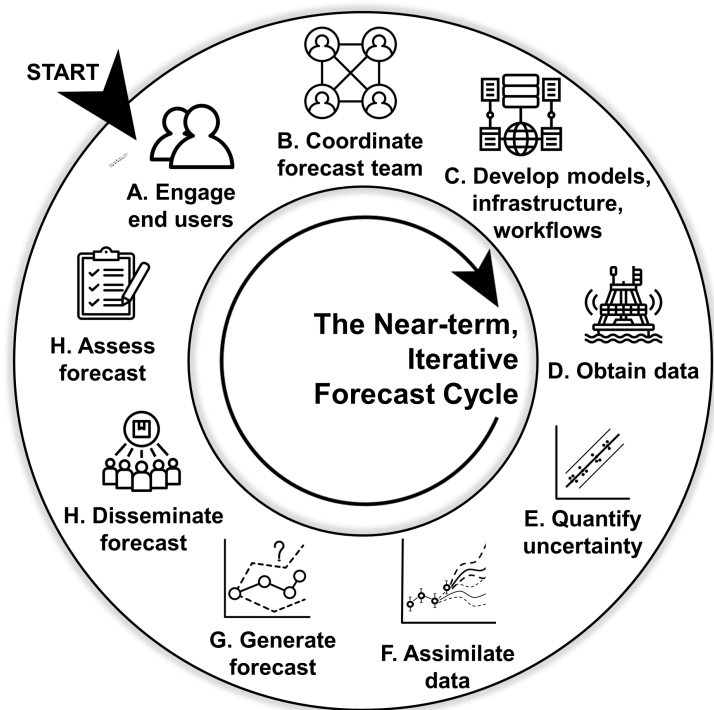 START
A. Engage
end users
B. Coordinate
forecast team
C. Develop models,
infrastructure,
workflows
D. Obtain data
E. Quantify
uncertainty
F. Assimilate
data
G. Generate
forecast
?
H. Disseminate
forecast
H. Assess
forecast
The Near-term,
Iterative
Forecast Cycle